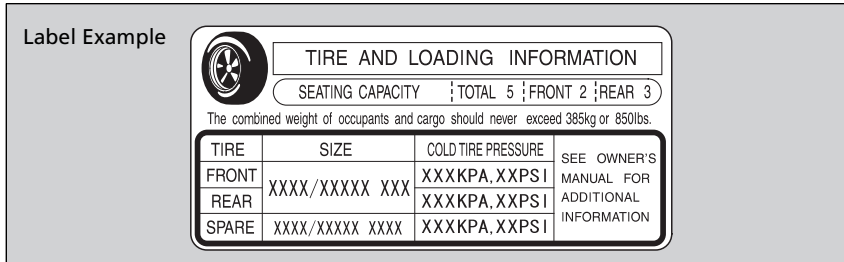 Label Example
TIRE AND LOADING INFORMATION
SEATING CAPACITY TOTAL 5 FRONT 2 REAR 3
The combined weight of occupants and cargo should never exceed 385kg or 850lbs.
TIRE SIZE COLD TIRE PRESSURE SEE OWNER'S MANUAL FOR ADDITIONAL INFORMATION
FRONT XXXX/XXXXX XXX XXXKPA,XXPSI
REAR XXXKPA,XXPSI
SPARE XXXX/XXXXX XXXX XXXKPA,XXPSI